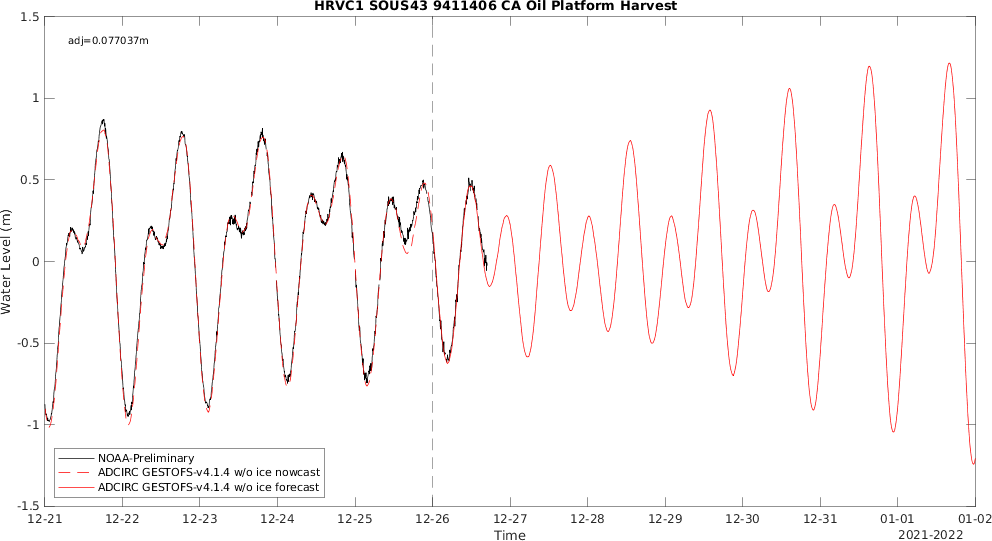 HRVC1 SOUS43 9411406 CA Oil Platform Harvest
adj=0.077037m
1.5
1
0.5
0
-0.5
-1
-1.5
Water Level (m)
NOAA-Preliminary
ADCIRC GESTOFS-v4.1.4 w/o ice nowcast
ADCIRC GESTOFS-v4.1.4 w/o ice forecast
12-21 12-22 12-23 12-24 12-25 12-26 12-27 12-28 12-29 12-30 12-31 01-01 01-02
Time
2021-2022